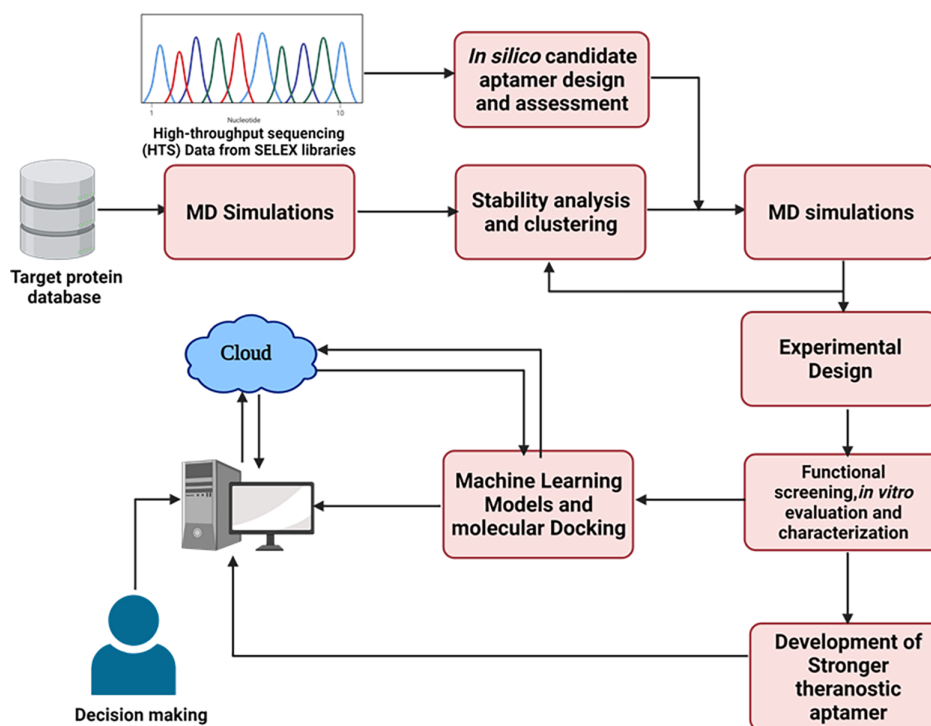 1
10
Nucleotide
High-throughput sequencing
(HTS) Data from SELEX libraries
In silico candidate
aptamer design
and assessment
Target protein
database
MD Simulations
Stability analysis
and clustering
MD simulations
Experimental
Design
Cloud
Machine Learning
Models and
molecular Docking
Functional
screening,in vitro
evaluation and
characterization
Development of
Stronger
theranostic
aptamer
Decision making